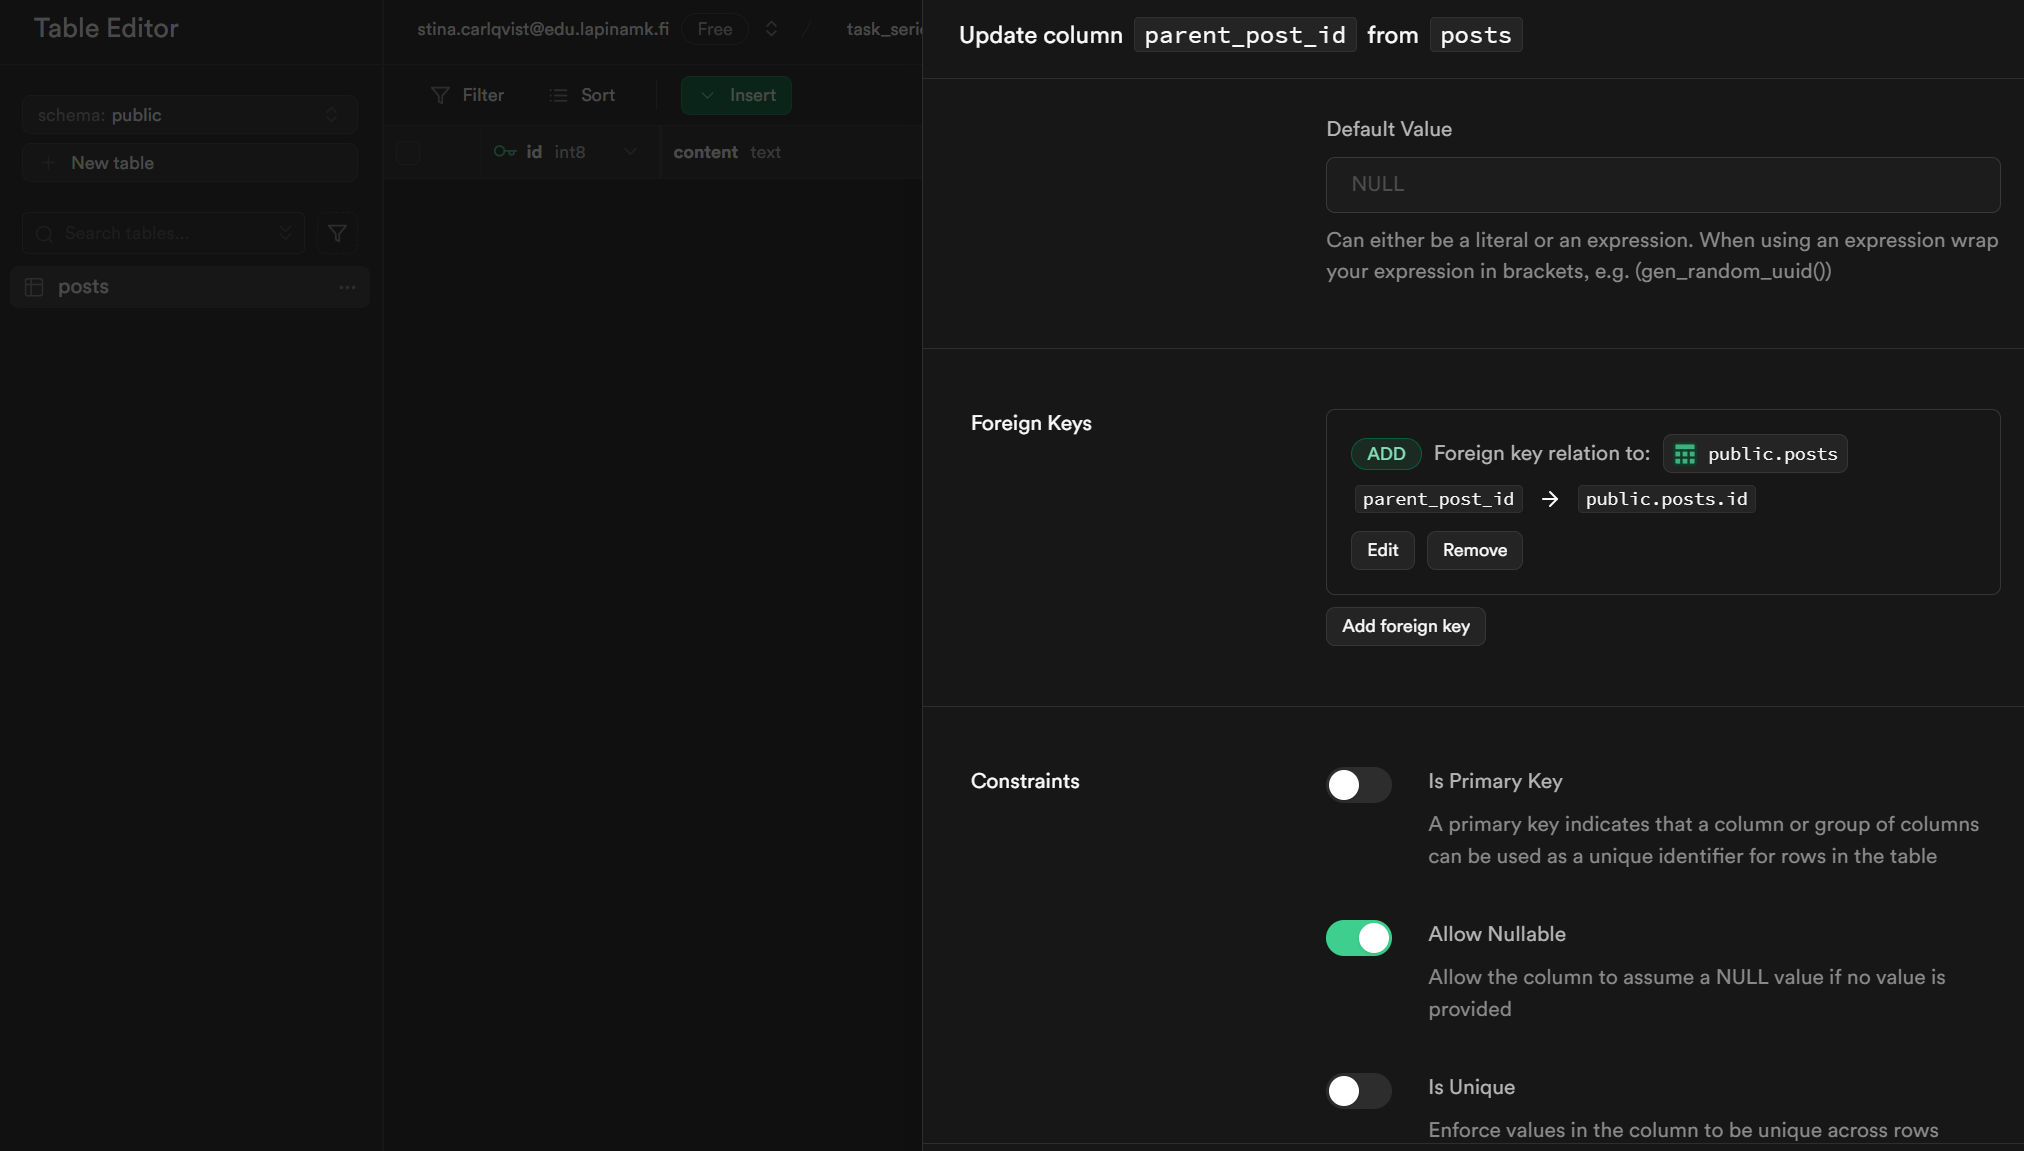 Table Editor
schema: public
New table
Search tables...
posts
stina.carlqvist@edu.lapinamk.fi Free / task_seri
Filter Sort Insert
id int8 content text
Update column parent_post_id from posts
Default Value
NULL
Can either be a literal or an expression. When using an expression wrap
your expression in brackets, e.g. (gen_random_uuid())
Foreign Keys
ADD Foreign key relation to: public.posts
parent_post_id → public.posts.id
Edit Remove
Add foreign key
Constraints
Is Primary Key
A primary key indicates that a column or group of columns
can be used as a unique identifier for rows in the table
Allow Nullable
Allow the column to assume a NULL value if no value is
provided
Is Unique
Enforce values in the column to be unique across rows